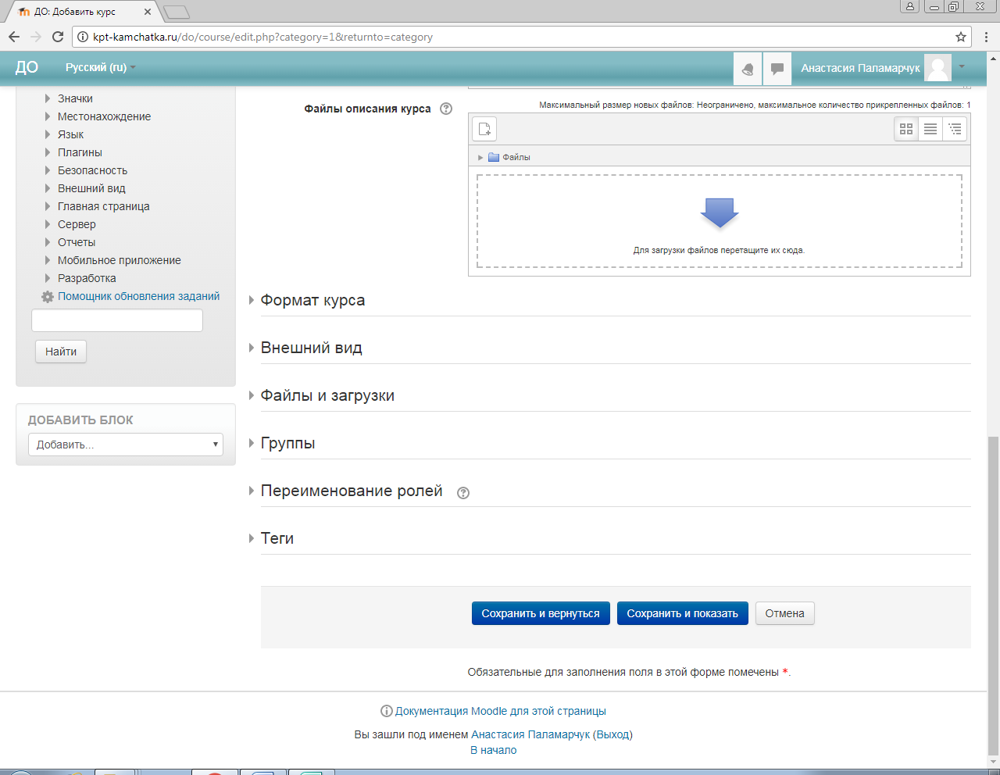 ДО: Добавить курс
kpt-kamchatka.ru/do/course/edit.php?category=1&returnto=category
ДО
Русский (ru)
Анастасия Паламарчук
Значки
Местонахождение
Язык
Плагины
Безопасность
Внешний вид
Главная страница
Сервер
Отчеты
Мобильное приложение
Разработка
Помощник обновления заданий
Найти
ДОБАВИТЬ БЛОК
Добавить...
Файлы описания курса
Максимальный размер новых файлов: Неограничено, максимальное количество прикрепленных файлов: 1
Файлы
Для загрузки файлов перетащите их сюда.
Формат курса
Внешний вид
Файлы и загрузки
Группы
Переименование ролей
Теги
Сохранить и вернуться
Сохранить и показать
Отмена
Обязательные для заполнения поля в этой форме помечены *.
Документация Moodle для этой страницы
Вы зашли под именем Анастасия Паламарчук (Выход)
В начало